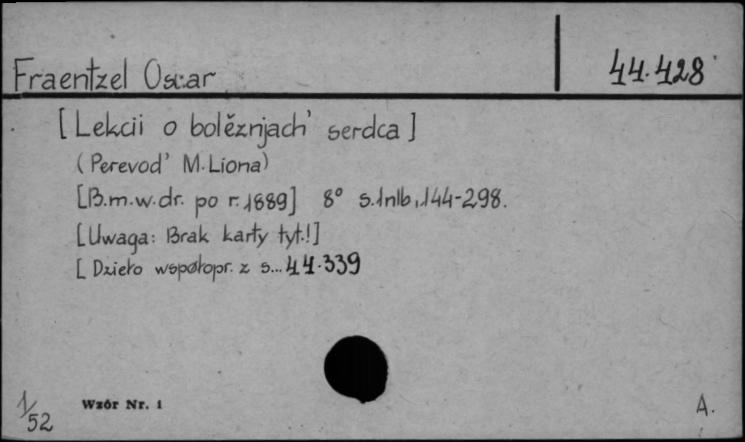 Fraentzel Oscar 44.428
[Lekcii o bolěznjach' serdca]
(Perevod' M. Liona)
[B.m.w.dr. po r. 1889] 8° s.1nlb, 144-298.
[Uwaga: Brak karty tyt.!]
[Dzieło współopr. z s... 44.339
1/52 Wzór Nr. 1 A.